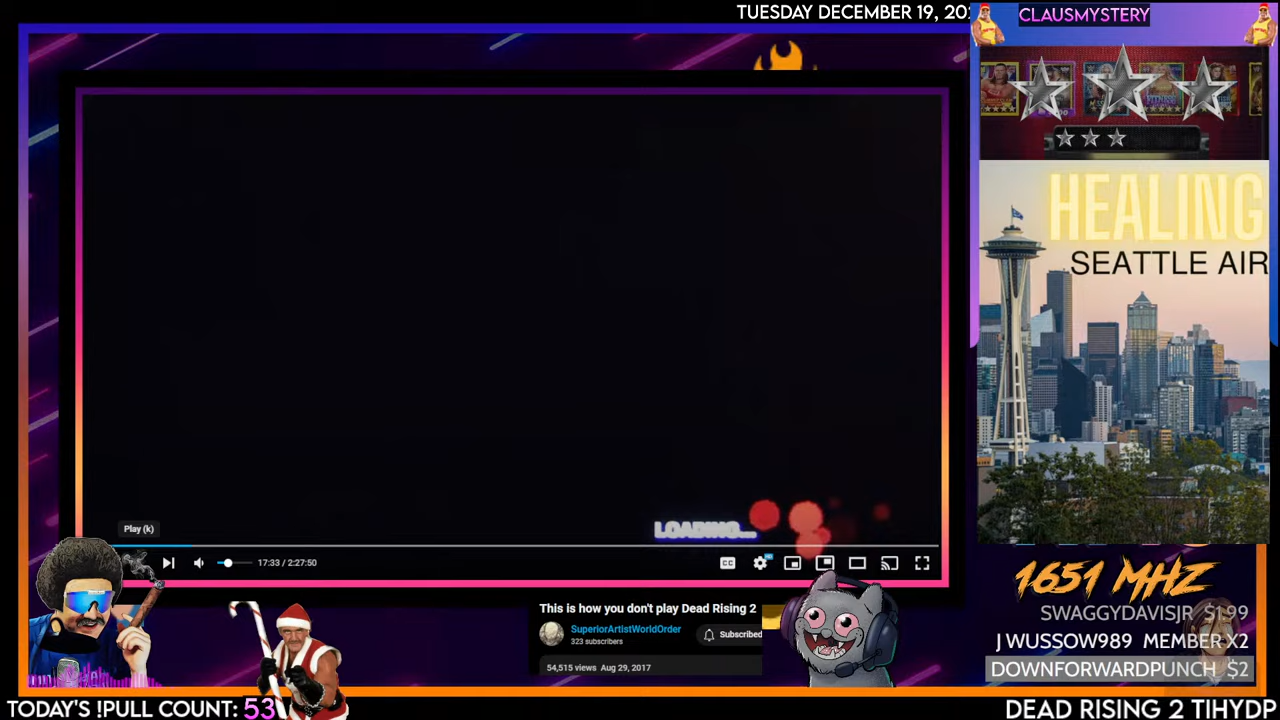 TUESDAY DECEMBER 19, 20
CLAUSMYSTERY
HEALING
SEATTLE AIR
LOADING...
Play (k)
17:33 / 2:27:50
CC
HD
This is how you don't play Dead Rising 2
SuperiorArtistWorldOrder
323 subscribers
Subscribed
54,515 views Aug 29, 2017
1651 MHZ
SWAGGYDAVISJR $1.99
J WUSSOW989 MEMBER X2
DOWNFORWARDPUNCH $2
TODAY'S !PULL COUNT: 53
DEAD RISING 2 TIHYDP